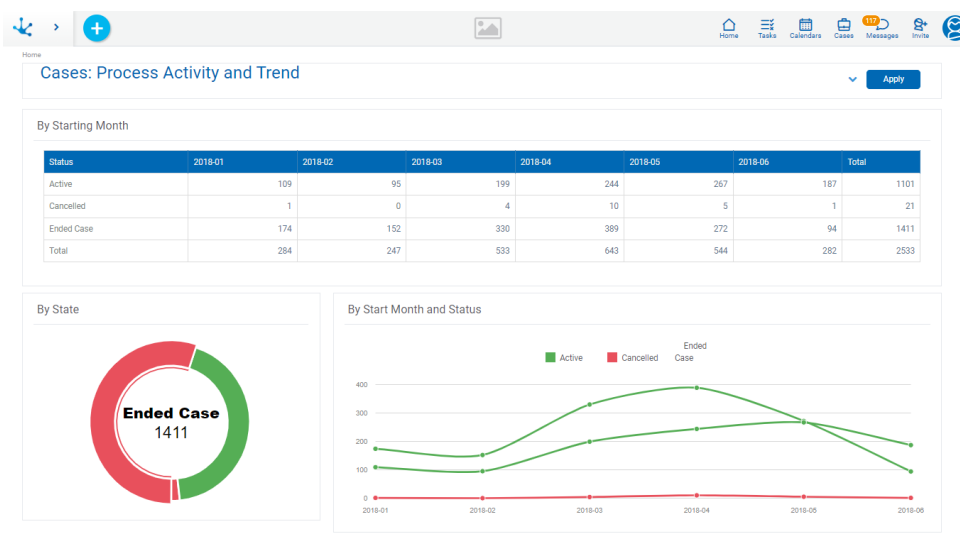 117
Home Tasks Calendars Cases Messages Invite
Home
Cases: Process Activity and Trend
Apply
By Starting Month
Status 2018-01 2018-02 2018-03 2018-04 2018-05 2018-06 Total
Active 109 95 199 244 267 187 1101
Cancelled 1 0 4 10 5 1 21
Ended Case 174 152 330 389 272 94 1411
Total 284 247 533 643 544 282 2533
By State
Ended Case
1411
By Start Month and Status
Active Cancelled Ended Case
400
300
200
100
0
2018-01 2018-02 2018-03 2018-04 2018-05 2018-06